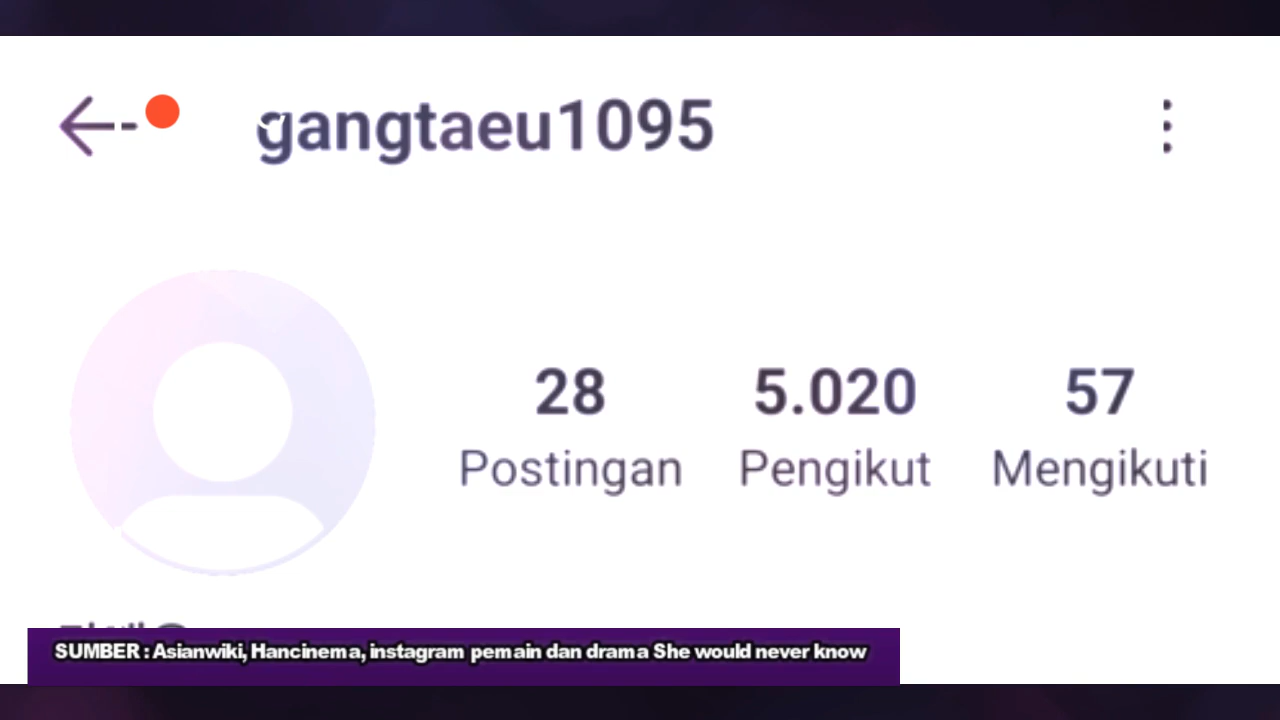 gangtaeu1095
28 5.020 57
Postingan Pengikut Mengikuti
SUMBER : Asianwiki, Hancinema, instagram pemain dan drama She would never know